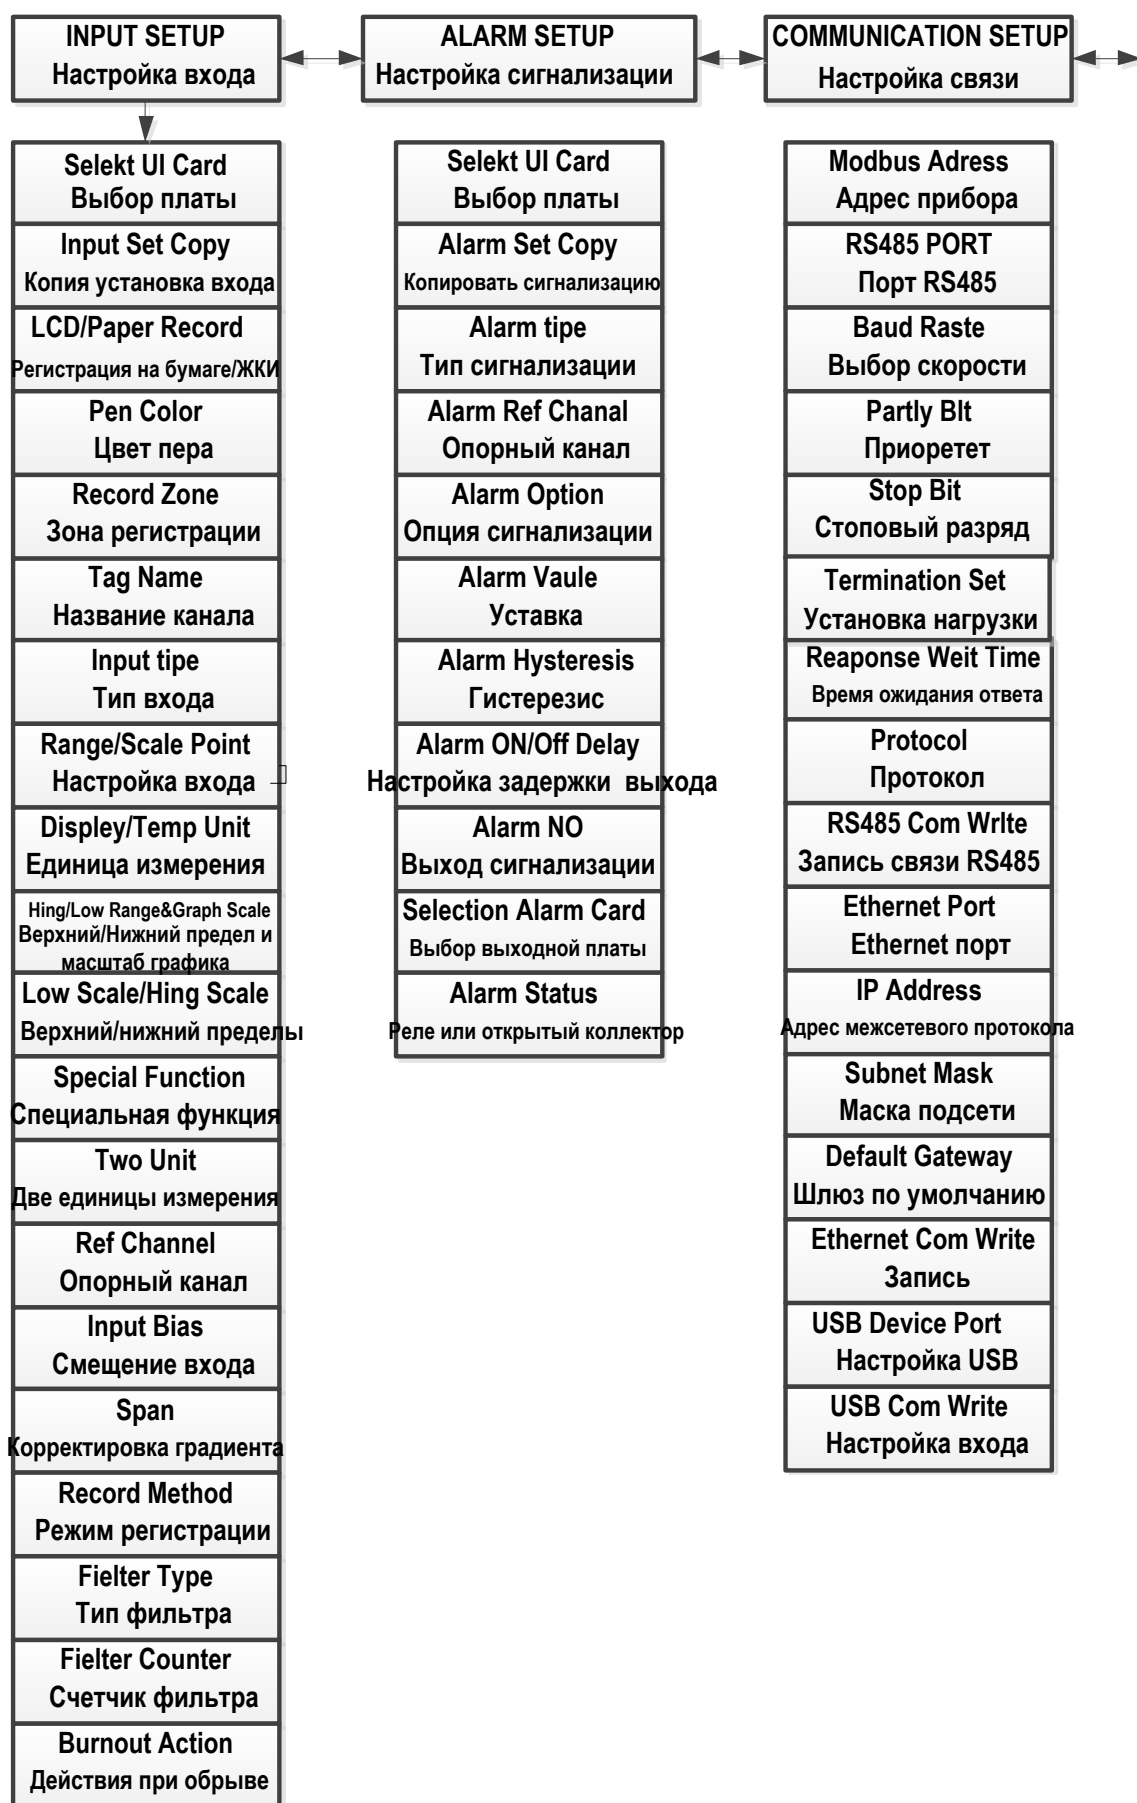 INPUT SETUP
Настройка входа
Selekt UI Card
Выбор платы
Input Set Copy
Копия установка входа
LCD/Paper Record
Регистрация на бумаге/ЖКИ
Pen Color
Цвет пера
Record Zone
Зона регистрации
Tag Name
Название канала
Input tipe
Тип входа
Range/Scale Point
Настройка входа
Displey/Temp Unit
Единица измерения
Hing/Low Range&Graph Scale
Верхний/Нижний предел и
масштаб графика
Low Scale/Hing Scale
Верхний/нижний пределы
Special Function
Специальная функция
Two Unit
Две единицы измерения
Ref Channel
Опорный канал
Input Bias
Смещение входа
Span
Корректировка градиента
Record Method
Режим регистрации
Fielter Type
Тип фильтра
Fielter Counter
Счетчик фильтра
Burnout Action
Действия при обрыве
ALARM SETUP
Настройка сигнализации
Selekt UI Card
Выбор платы
Alarm Set Copy
Копировать сигнализацию
Alarm tipe
Тип сигнализации
Alarm Ref Chanal
Опорный канал
Alarm Option
Опция сигнализации
Alarm Vaule
Уставка
Alarm Hysteresis
Гистерезис
Alarm ON/Off Delay
Настройка задержки выхода
Alarm NO
Выход сигнализации
Selection Alarm Card
Выбор выходной платы
Alarm Status
Реле или открытый коллектор
COMMUNICATION SETUP
Настройка связи
Modbus Adress
Адрес прибора
RS485 PORT
Порт RS485
Baud Raste
Выбор скорости
Partly BIt
Приоретет
Stop Bit
Стоповый разряд
Termination Set
Установка нагрузки
Reaponse Weit Time
Время ожидания ответа
Protocol
Протокол
RS485 Com WrIte
Запись связи RS485
Ethernet Port
Ethernet порт
IP Address
Адрес межсетевого протокола
Subnet Mask
Маска подсети
Default Gateway
Шлюз по умолчанию
Ethernet Com Write
Запись
USB Device Port
Настройка USB
USB Com Write
Настройка входа